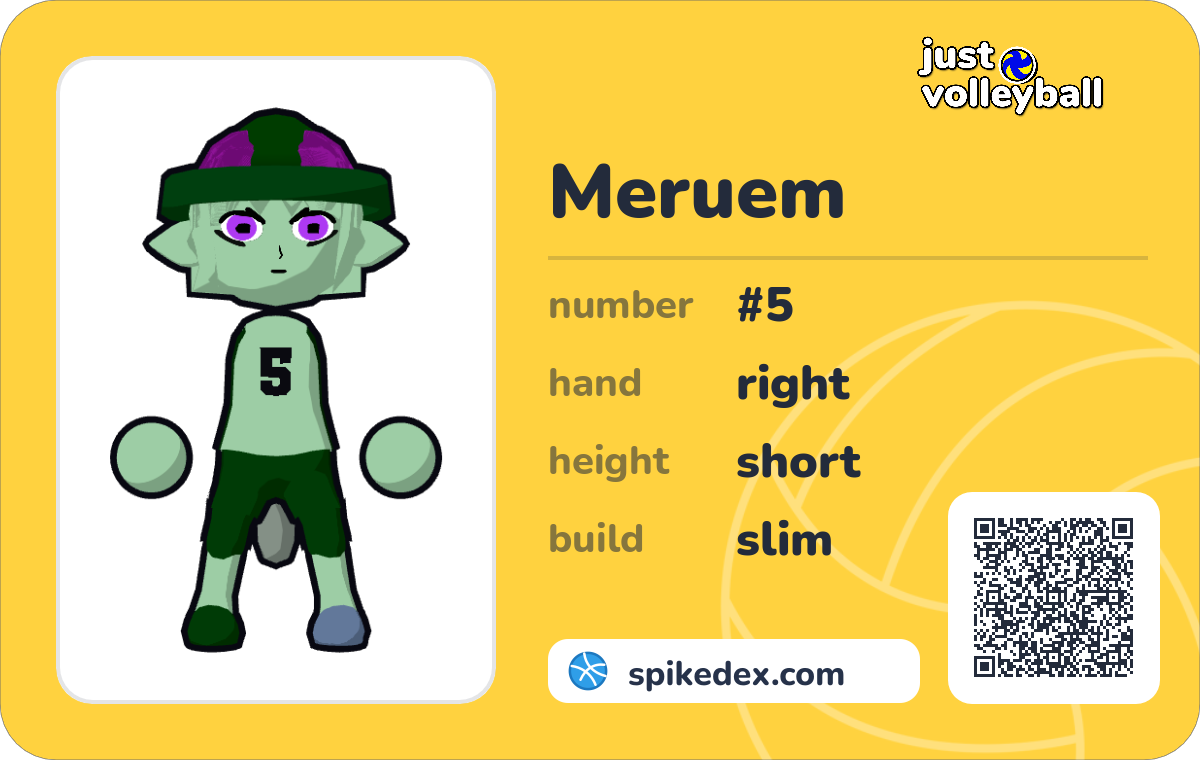 just
volleyball
Meruem
number #5
hand right
height short
build slim
5
spikedex.com